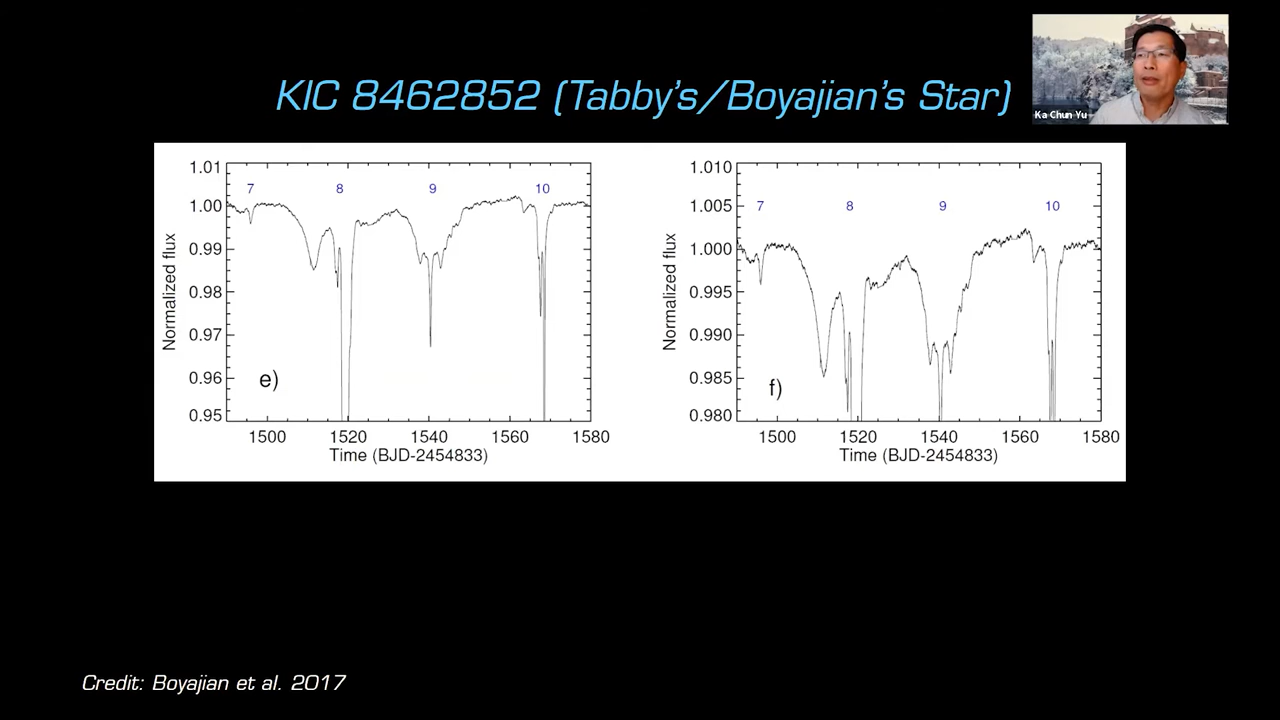 KIC 8462852 (Tabby's/Boyajian's Star)
Ka Chun Yu
1.01
1.00
0.99
0.98
0.97
0.96
0.95
Normalized flux
7 8 9 10
e)
1500 1520 1540 1560 1580
Time (BJD-2454833)
1.010
1.005
1.000
0.995
0.990
0.985
0.980
Normalized flux
7 8 9 10
f)
1500 1520 1540 1560 1580
Time (BJD-2454833)
Credit: Boyajian et al. 2017